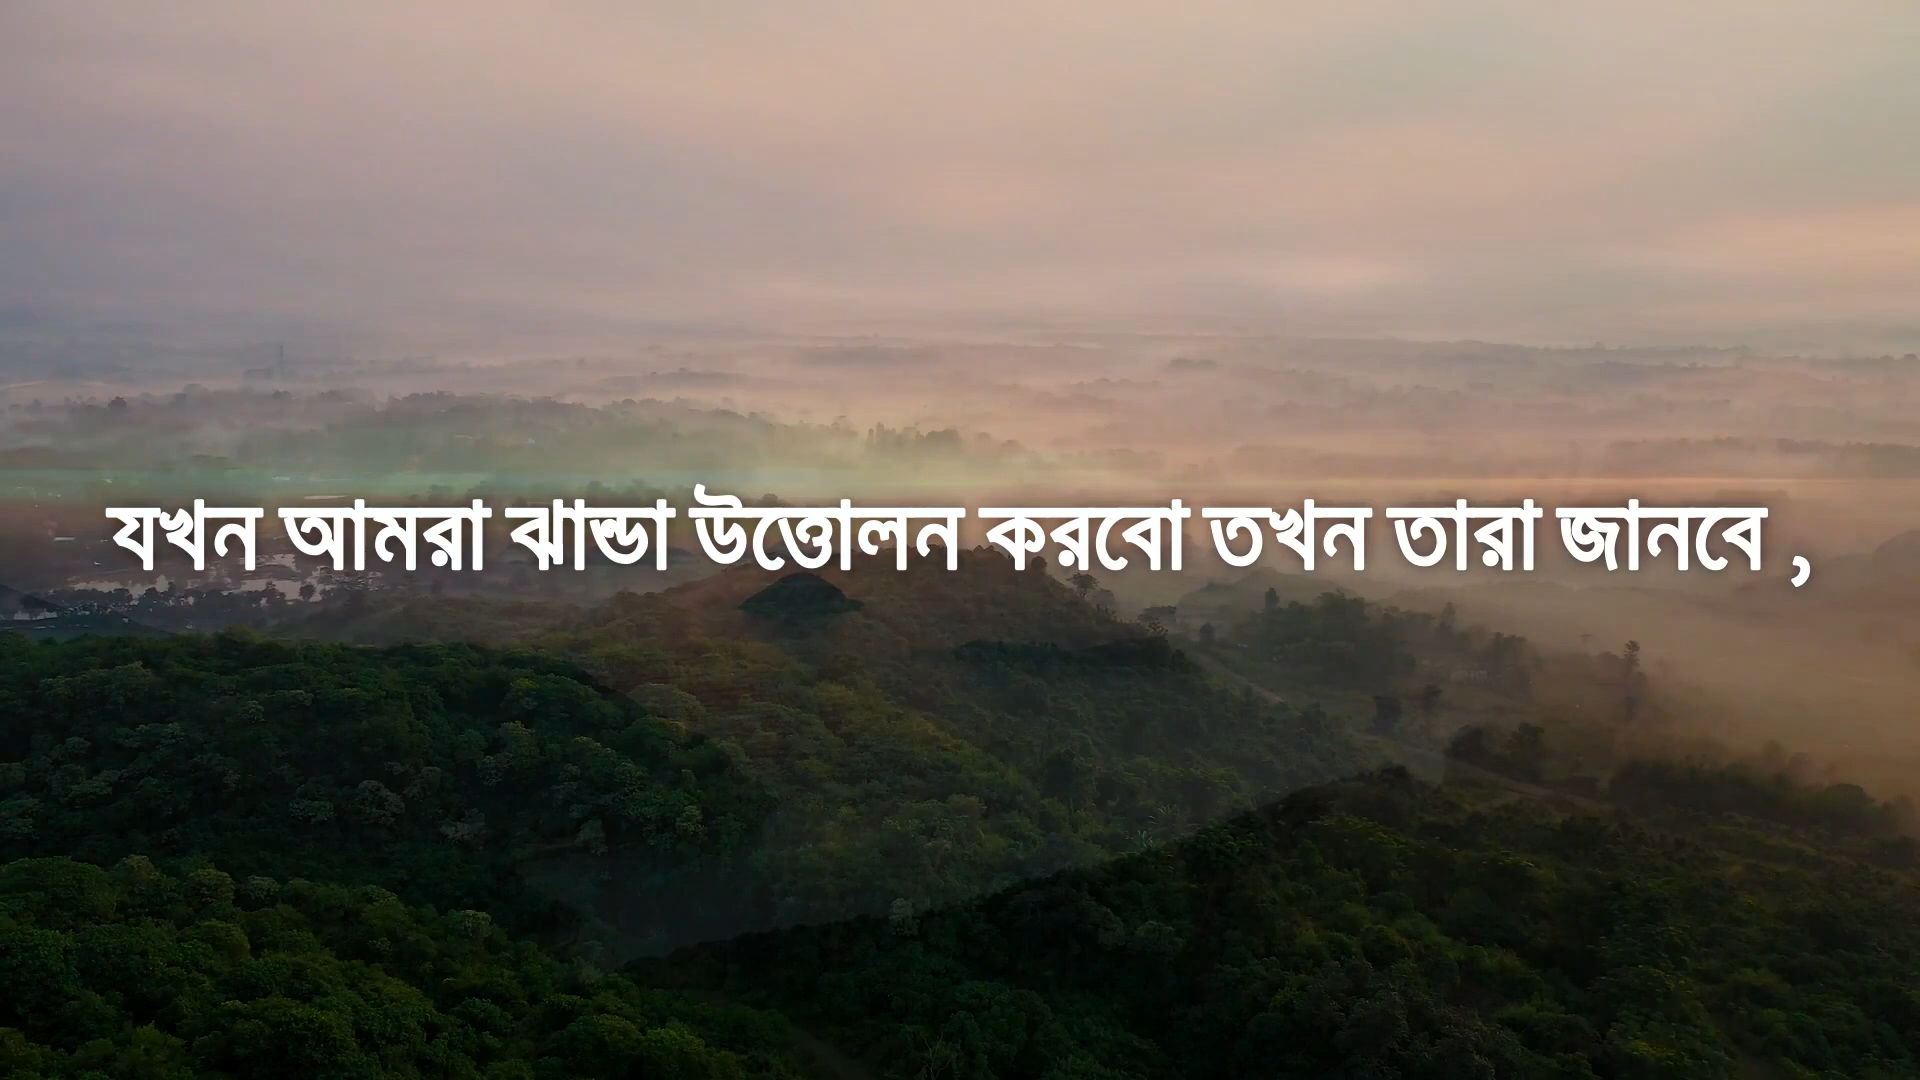 যখন আমরা ঝান্ডা উত্তোলন করবো তখন তারা জানবে ,